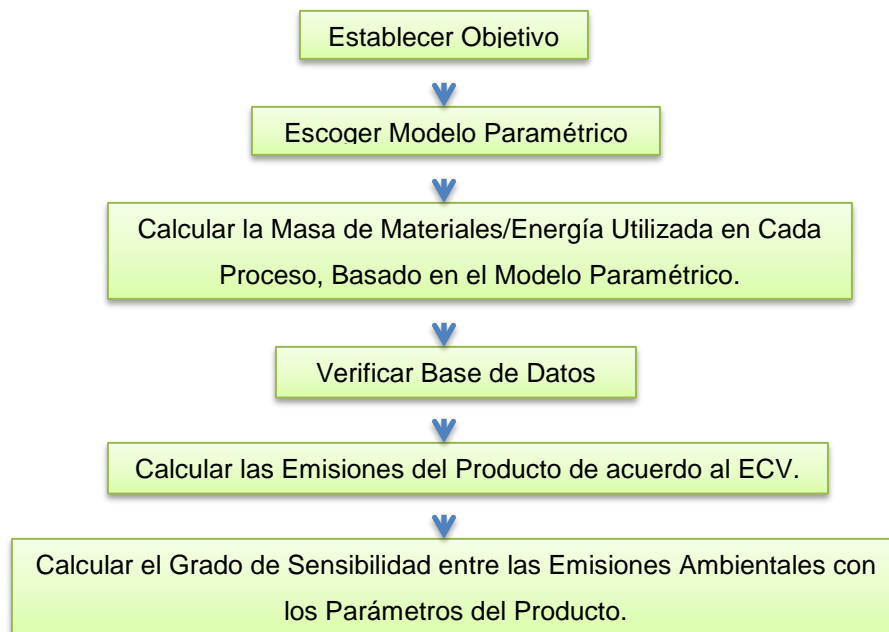 Establecer Objetivo
Escoger Modelo Paramétrico
Calcular la Masa de Materiales/Energía Utilizada en Cada
Proceso, Basado en el Modelo Paramétrico.
Verificar Base de Datos
Calcular las Emisiones del Producto de acuerdo al ECV.
Calcular el Grado de Sensibilidad entre las Emisiones Ambientales con
los Parámetros del Producto.